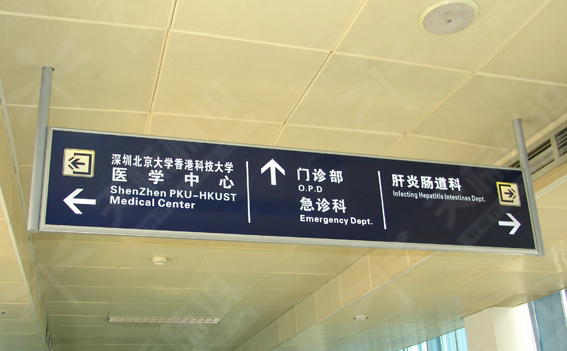 深圳北京大学香港科技大学
医学中心
ShenZhen PKU-HKUST
Medical Center
门诊部
O.P.D
急诊科
Emergency Dept.
肝炎肠道科
Infecting Hepatitis Intestines Dept.